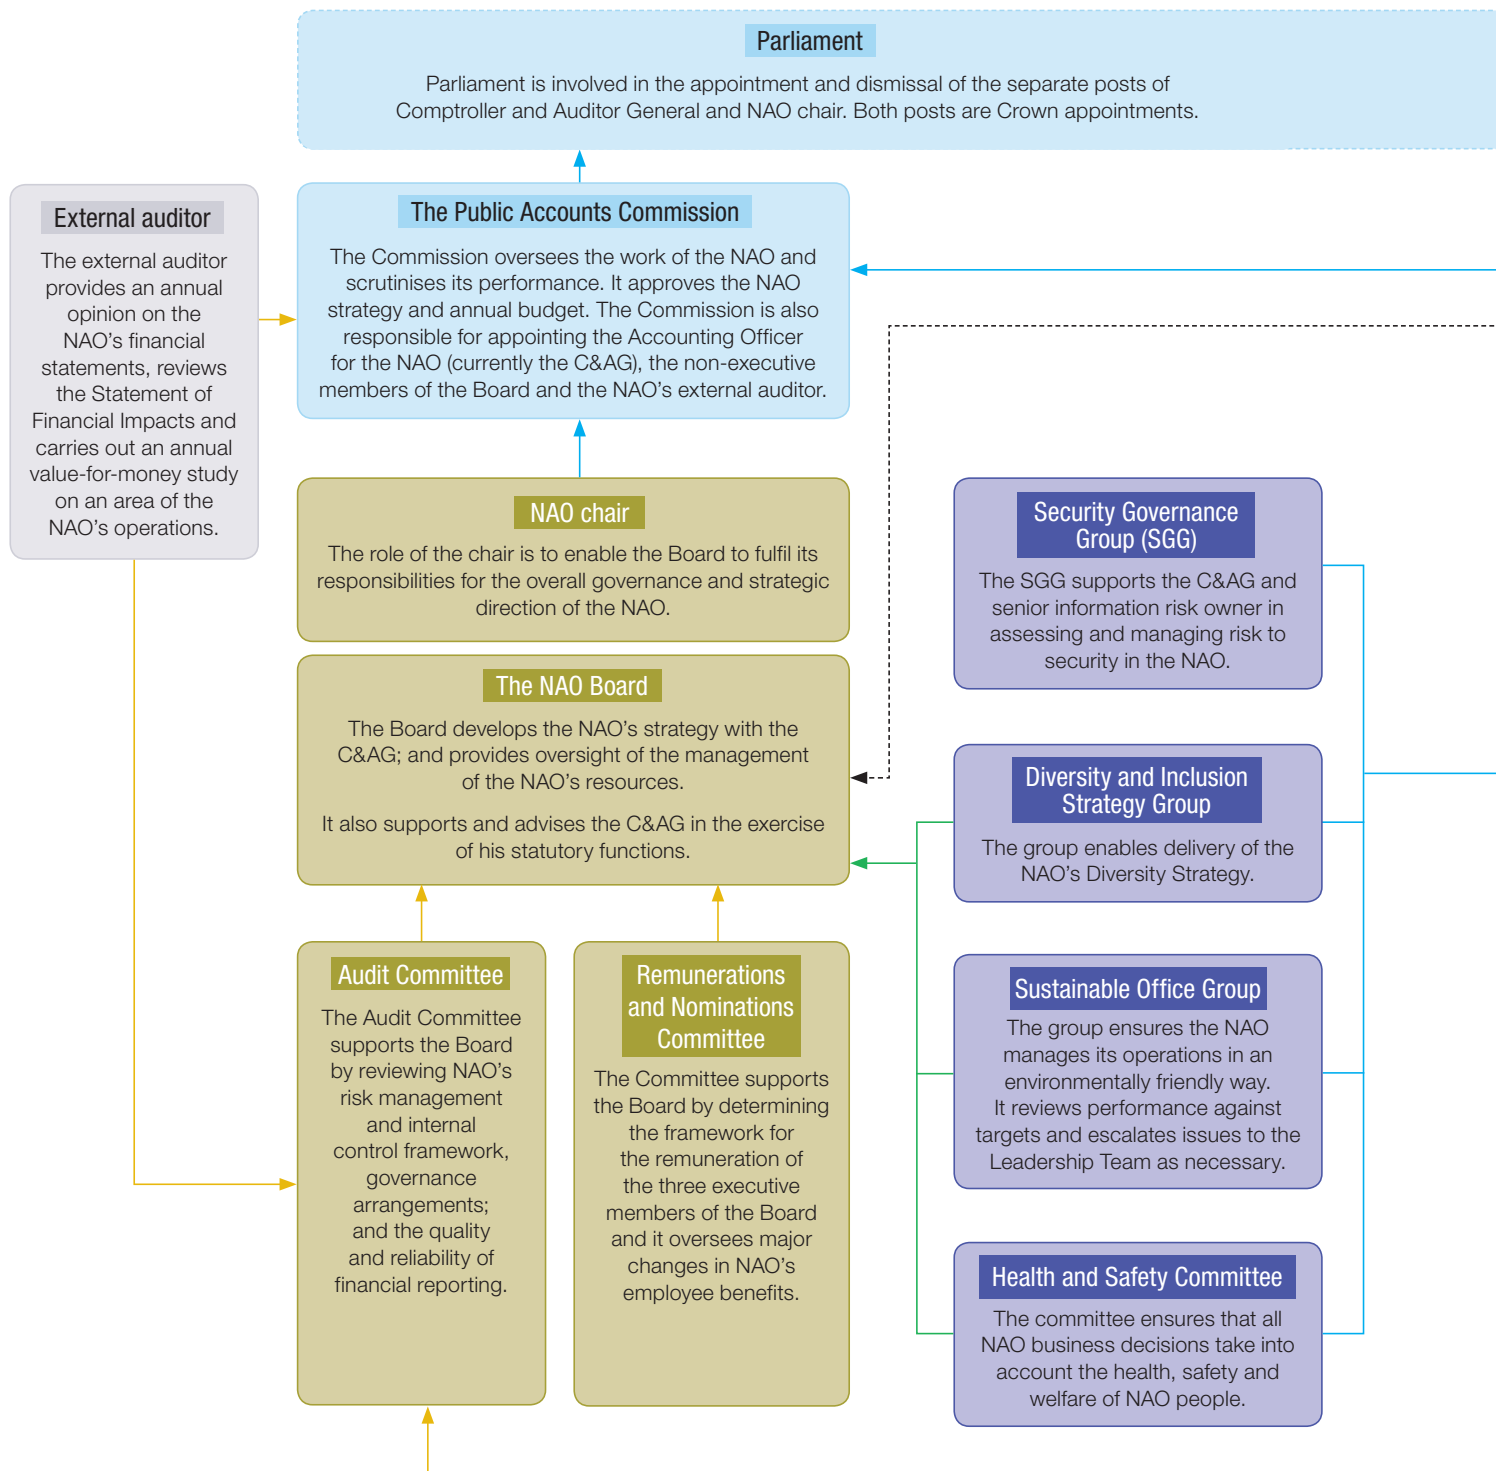 Parliament
Parliament is involved in the appointment and dismissal of the separate posts of
Comptroller and Auditor General and NAO chair. Both posts are Crown appointments.
External auditor
The external auditor
provides an annual
opinion on the
NAO’s financial
statements, reviews
the Statement of
Financial Impacts and
carries out an annual
value-for-money study
on an area of the
NAO’s operations.
The Public Accounts Commission
The Commission oversees the work of the NAO and
scrutinises its performance. It approves the NAO
strategy and annual budget. The Commission is also
responsible for appointing the Accounting Officer
for the NAO (currently the C&AG), the non-executive
members of the Board and the NAO’s external auditor.
NAO chair
The role of the chair is to enable the Board to fulfil its
responsibilities for the overall governance and strategic
direction of the NAO.
The NAO Board
The Board develops the NAO’s strategy with the
C&AG; and provides oversight of the management
of the NAO’s resources.
It also supports and advises the C&AG in the exercise
of his statutory functions.
Audit Committee
The Audit Committee
supports the Board
by reviewing NAO’s
risk management
and internal
control framework,
governance
arrangements;
and the quality
and reliability of
financial reporting.
Remunerations
and Nominations
Committee
The Committee supports
the Board by determining
the framework for
the remuneration of
the three executive
members of the Board
and it oversees major
changes in NAO’s
employee benefits.
Security Governance
Group (SGG)
The SGG supports the C&AG and
senior information risk owner in
assessing and managing risk to
security in the NAO.
Diversity and Inclusion
Strategy Group
The group enables delivery of the
NAO’s Diversity Strategy.
Sustainable Office Group
The group ensures the NAO
manages its operations in an
environmentally friendly way.
It reviews performance against
targets and escalates issues to the
Leadership Team as necessary.
Health and Safety Committee
The committee ensures that all
NAO business decisions take into
account the health, safety and
welfare of NAO people.